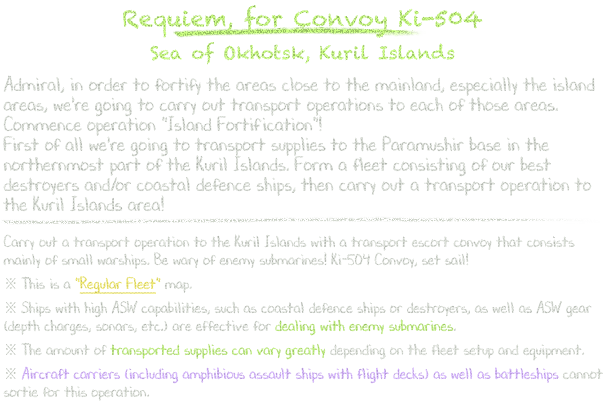 Requiem, for Convoy Ki-504
Sea of Okhotsk, Kuril Islands
Admiral, in order to fortify the areas close to the mainland, especially the island
areas, we're going to carry out transport operations to each of those areas.
Commence operation "Island Fortification"!
First of all we're going to transport supplies to the Paramushir base in the
northernmost part of the Kuril Islands. Form a fleet consisting of our best
destroyers and/or coastal defence ships, then carry out a transport operation to
the Kuril Islands area!
Carry out a transport operation to the Kuril Islands with a transport escort convoy that consists
mainly of small warships. Be wary of enemy submarines! Ki-504 Convoy, set sail!
※ This is a "Regular Fleet" map.
※ Ships with high ASW capabilities, such as coastal defence ships or destroyers, as well as ASW gear
(depth charges, sonars, etc.) are effective for dealing with enemy submarines.
※ The amount of transported supplies can vary greatly depending on the fleet setup and equipment.
※ Aircraft carriers (including amphibious assault ships with flight decks) as well as battleships cannot
sortie for this operation.